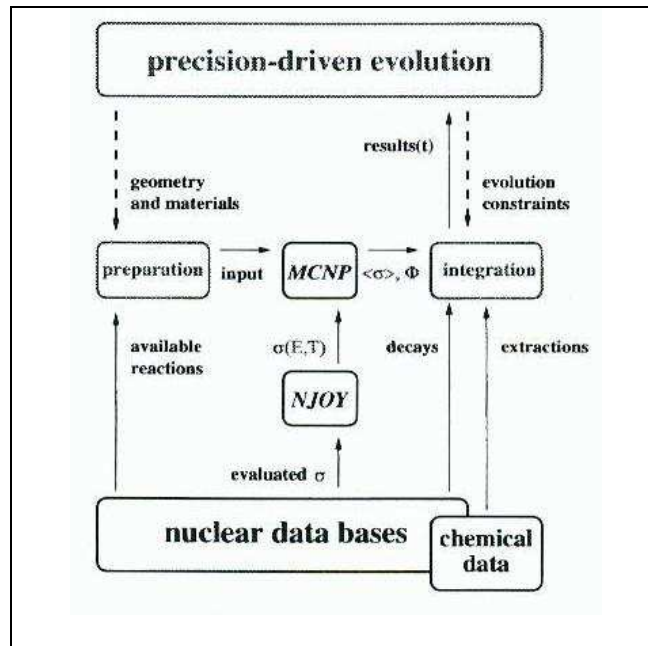 precision-driven evolution
results(t)
geometry
and materials
evolution
constraints
preparation
input
MCNP
<σ>, Φ
integration
available
reactions
σ(E,T)
decays
extractions
NJOY
evaluated σ
nuclear data bases
chemical
data